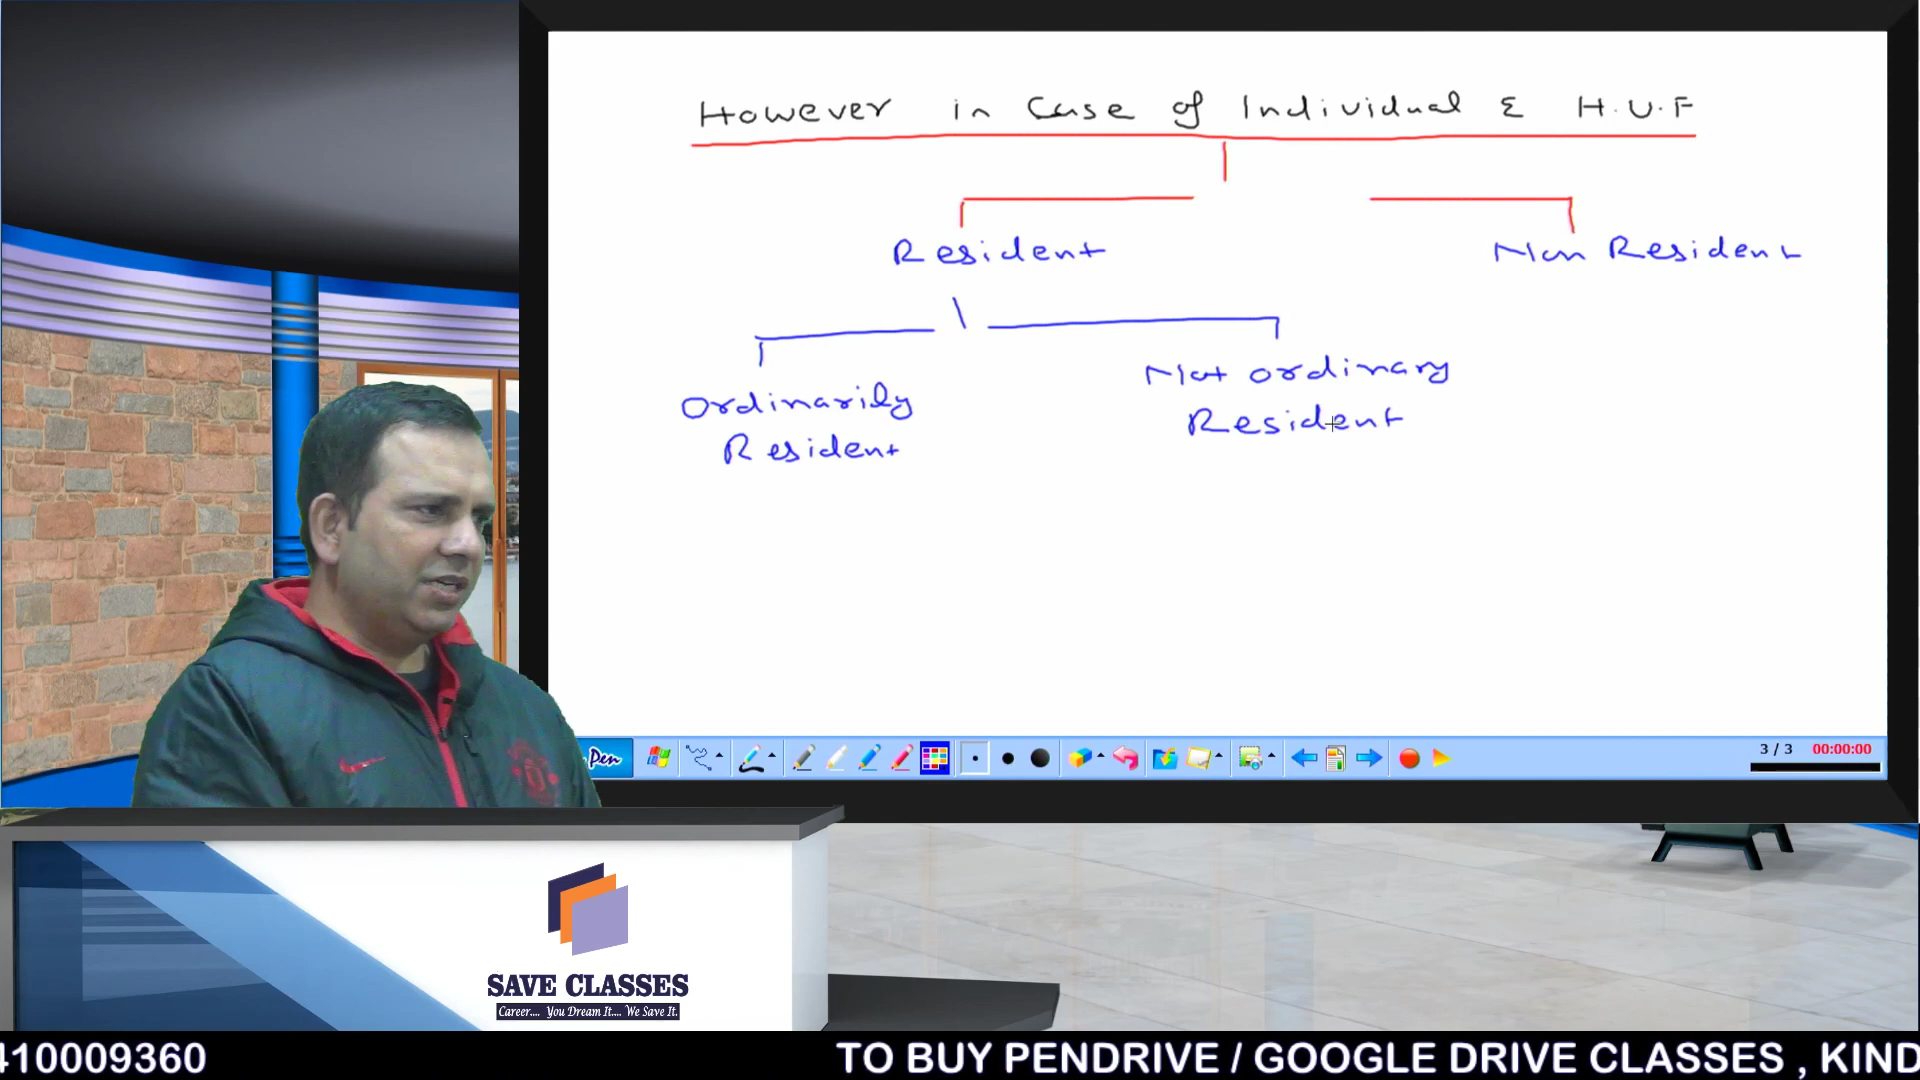 However in Case of Individual & H.U.F
Resident
Non Resident
Ordinarily
Resident
Not ordinary
Resident
Pen
3 / 3
00:00:00
SAVE CLASSES
Career.... You Dream It.... We Save It.
410009360
TO BUY PENDRIVE / GOOGLE DRIVE CLASSES , KIND